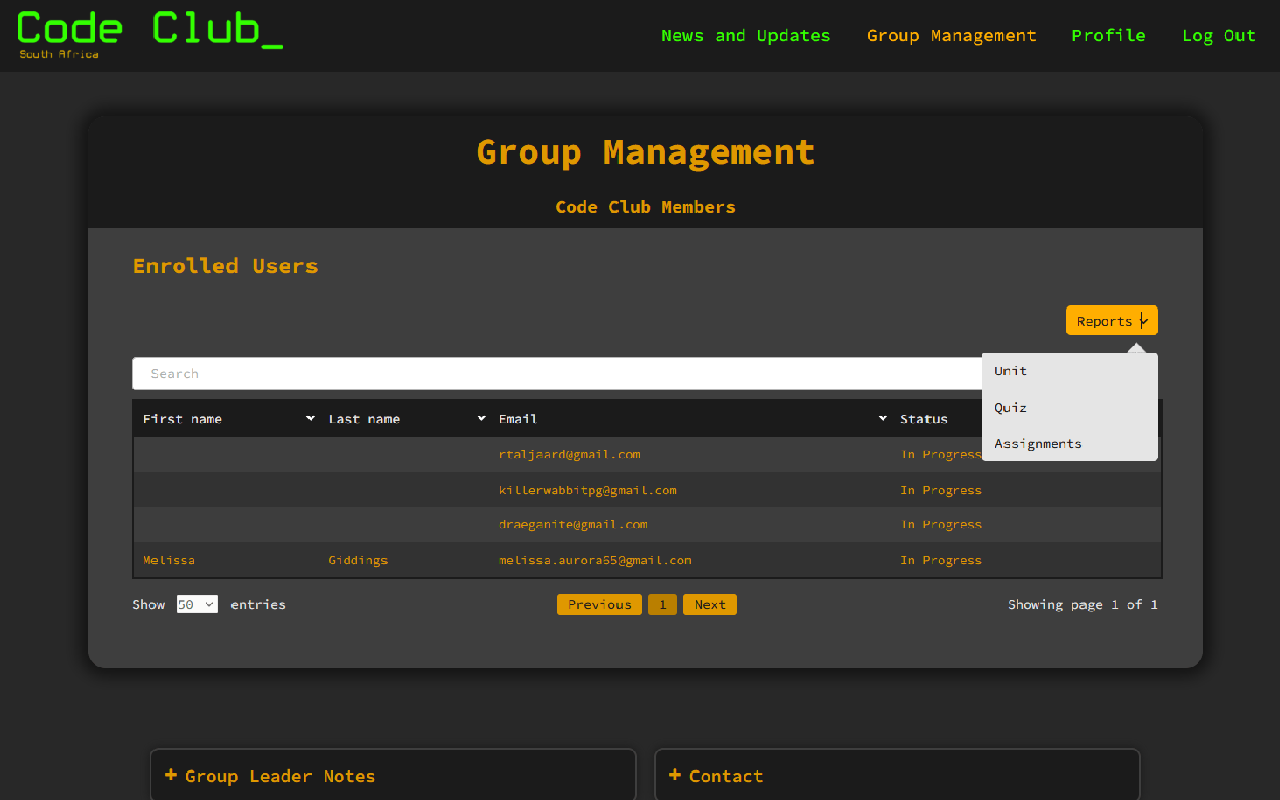 Code Club_
South Africa
News and Updates Group Management Profile Log Out
Group Management
Code Club Members
Enrolled Users
Reports
Search
Unit
Quiz
Assignments
First name Last name Email Status
rtaljaard@gmail.com In Progress
killerwabbitpg@gmail.com In Progress
draeganite@gmail.com In Progress
Melissa Giddings melissa.aurora65@gmail.com In Progress
Show 50 entries Previous 1 Next Showing page 1 of 1
+ Group Leader Notes + Contact